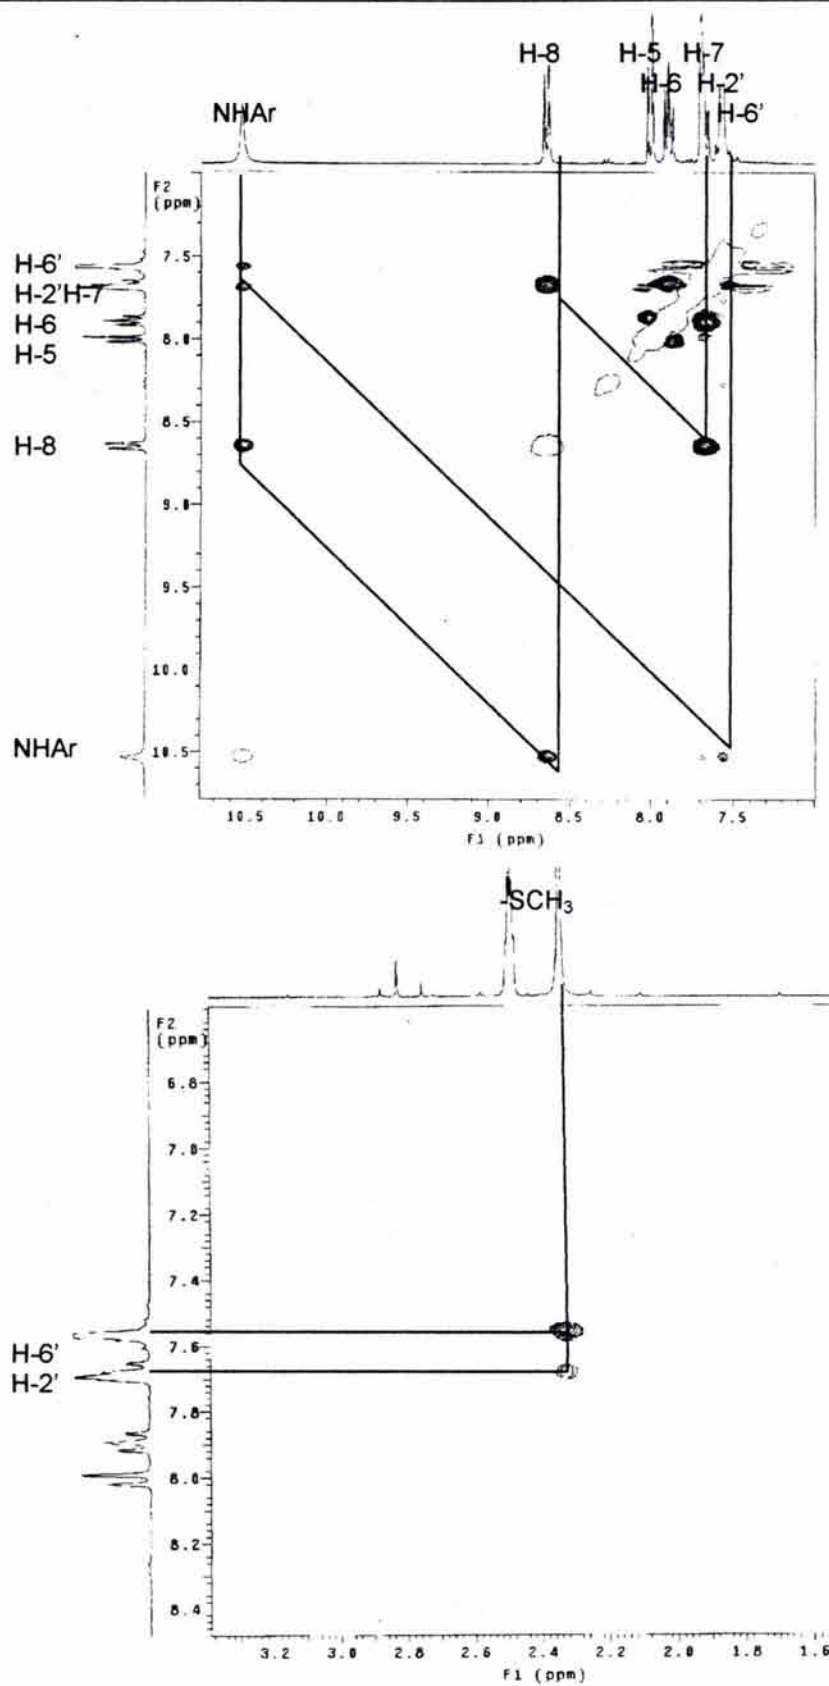 H-8
H-5 H-7
H-6 H-2'
NHAr H-6'
F2
(ppm)
H-6'
7.5
H-2'H-7
H-6
8.0
H-5
8.5
H-8
9.0
9.5
10.0
NHAr
10.5
10.5 10.0 9.5 9.0 8.5 8.0 7.5
F1 (ppm)
-SCH₃
F2
(ppm)
6.8
7.0
7.2
7.4
7.6
H-6'
H-2'
7.8
8.0
8.2
8.4
3.2 3.0 2.8 2.6 2.4 2.2 2.0 1.8 1.6
F1 (ppm)